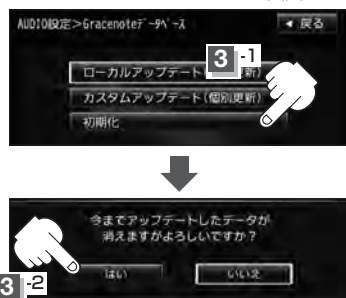 AUDIO設定>Gracenoteデータベース
◀ 戻る
3 -1
ローカルアップデート(
新)
カスタムアップデート(個別更新)
初期化
今までアップデートしたデータが
消えますがよろしいですか?
はい
いいえ
3 -2